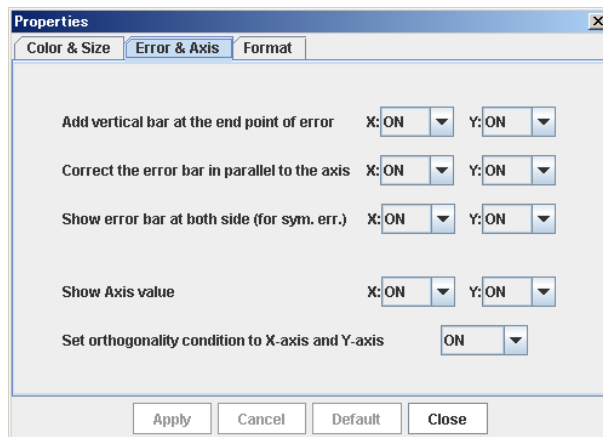 Properties
Color & Size Error & Axis Format
Add vertical bar at the end point of error X: ON Y: ON
Correct the error bar in parallel to the axis X: ON Y: ON
Show error bar at both side (for sym. err.) X: ON Y: ON
Show Axis value X: ON Y: ON
Set orthogonality condition to X-axis and Y-axis ON
Apply Cancel Default Close